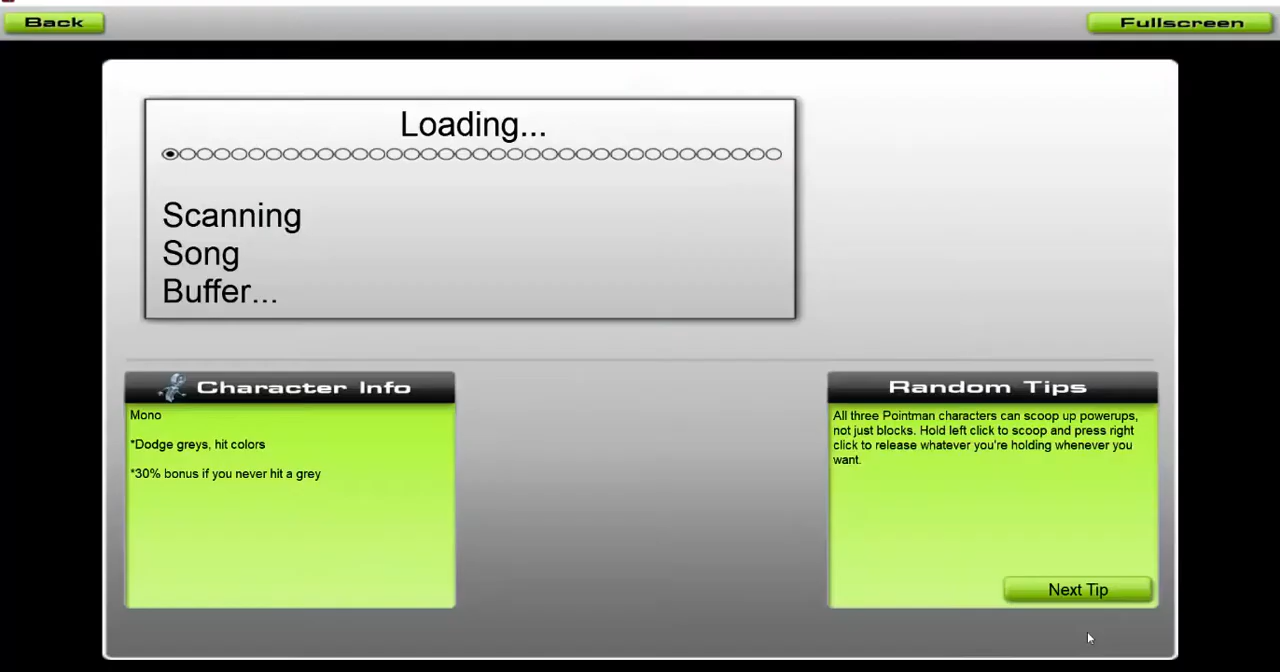 Back
Fullscreen
Loading...
Scanning
Song
Buffer...
Character Info
Mono
*Dodge greys, hit colors
*30% bonus if you never hit a grey
Random Tips
All three Pointman characters can scoop up powerups,
not just blocks. Hold left click to scoop and press right
click to release whatever you're holding whenever you
want.
Next Tip